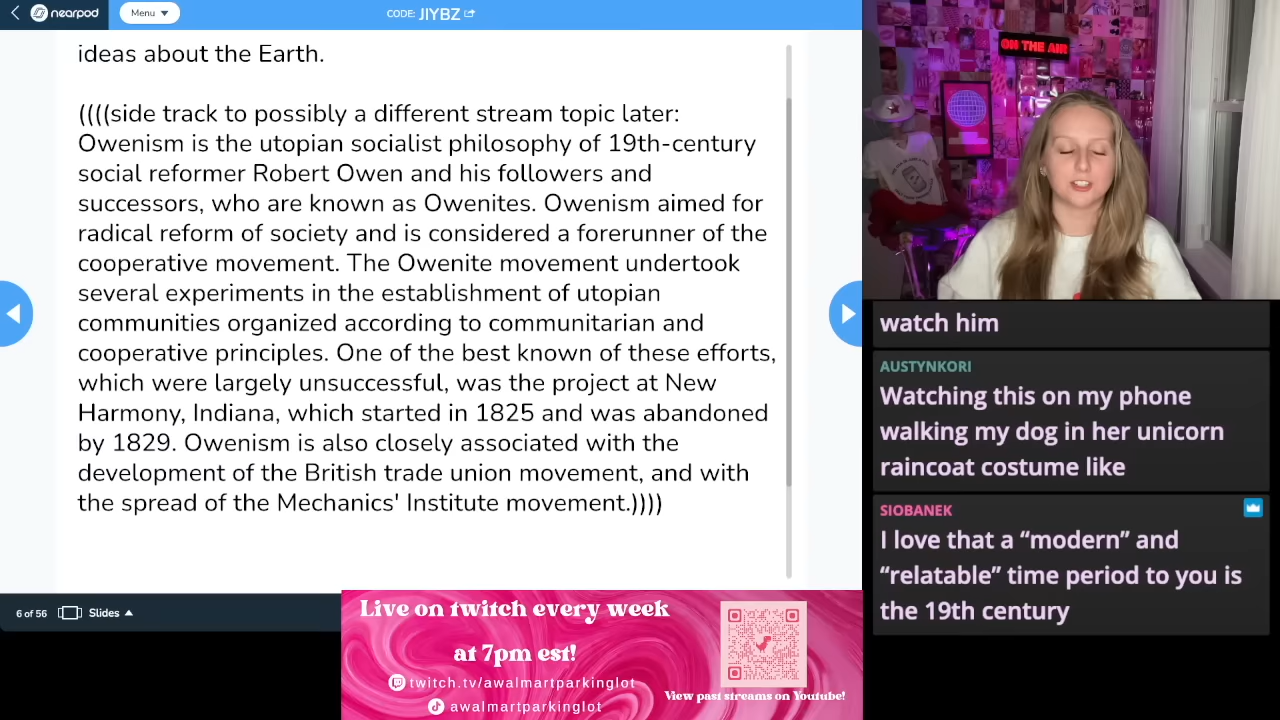 nearpod
Menu
CODE: JIYBZ
ideas about the Earth.
((((side track to possibly a different stream topic later:
Owenism is the utopian socialist philosophy of 19th-century
social reformer Robert Owen and his followers and
successors, who are known as Owenites. Owenism aimed for
radical reform of society and is considered a forerunner of the
cooperative movement. The Owenite movement undertook
several experiments in the establishment of utopian
communities organized according to communitarian and
cooperative principles. One of the best known of these efforts,
which were largely unsuccessful, was the project at New
Harmony, Indiana, which started in 1825 and was abandoned
by 1829. Owenism is also closely associated with the
development of the British trade union movement, and with
the spread of the Mechanics' Institute movement.))))
6 of 56 Slides
ON THE AIR
watch him
AUSTYNKORI
Watching this on my phone
walking my dog in her unicorn
raincoat costume like
SIOBANEK
I love that a “modern” and
“relatable” time period to you is
the 19th century
Live on twitch every week
at 7pm est!
twitch.tv/awalmartparkinglot
awalmartparkinglot
View past streams on Youtube!